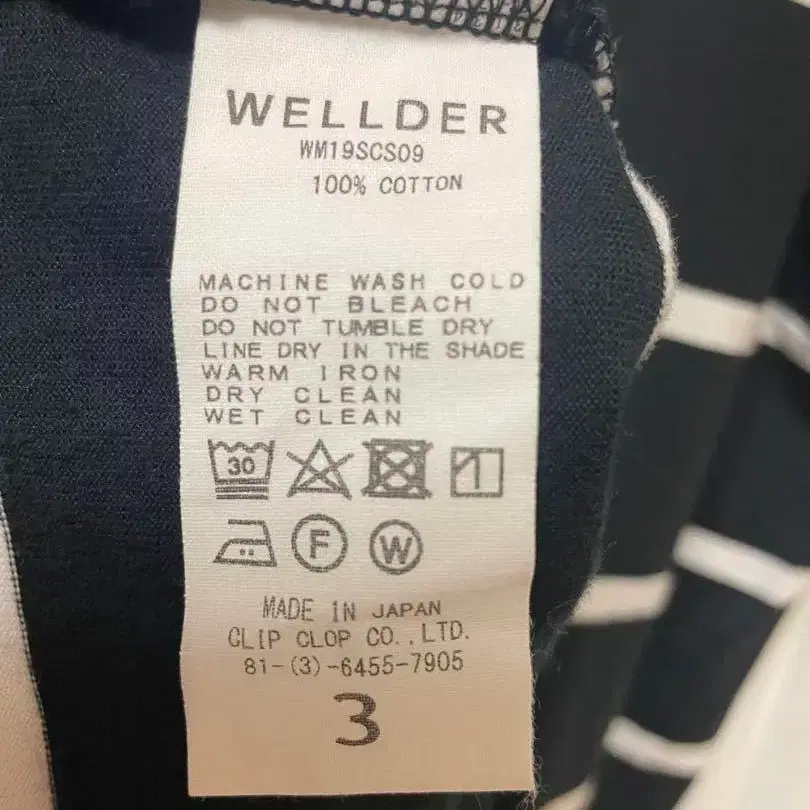 WELLDER
WM19SCS09
100% COTTON
MACHINE WASH COLD
DO NOT BLEACH
DO NOT TUMBLE DRY
LINE DRY IN THE SHADE
WARM IRON
DRY CLEAN
WET CLEAN
30
F W
MADE IN JAPAN
CLIP CLOP CO.,LTD.
81-(3)-6455-7905
3